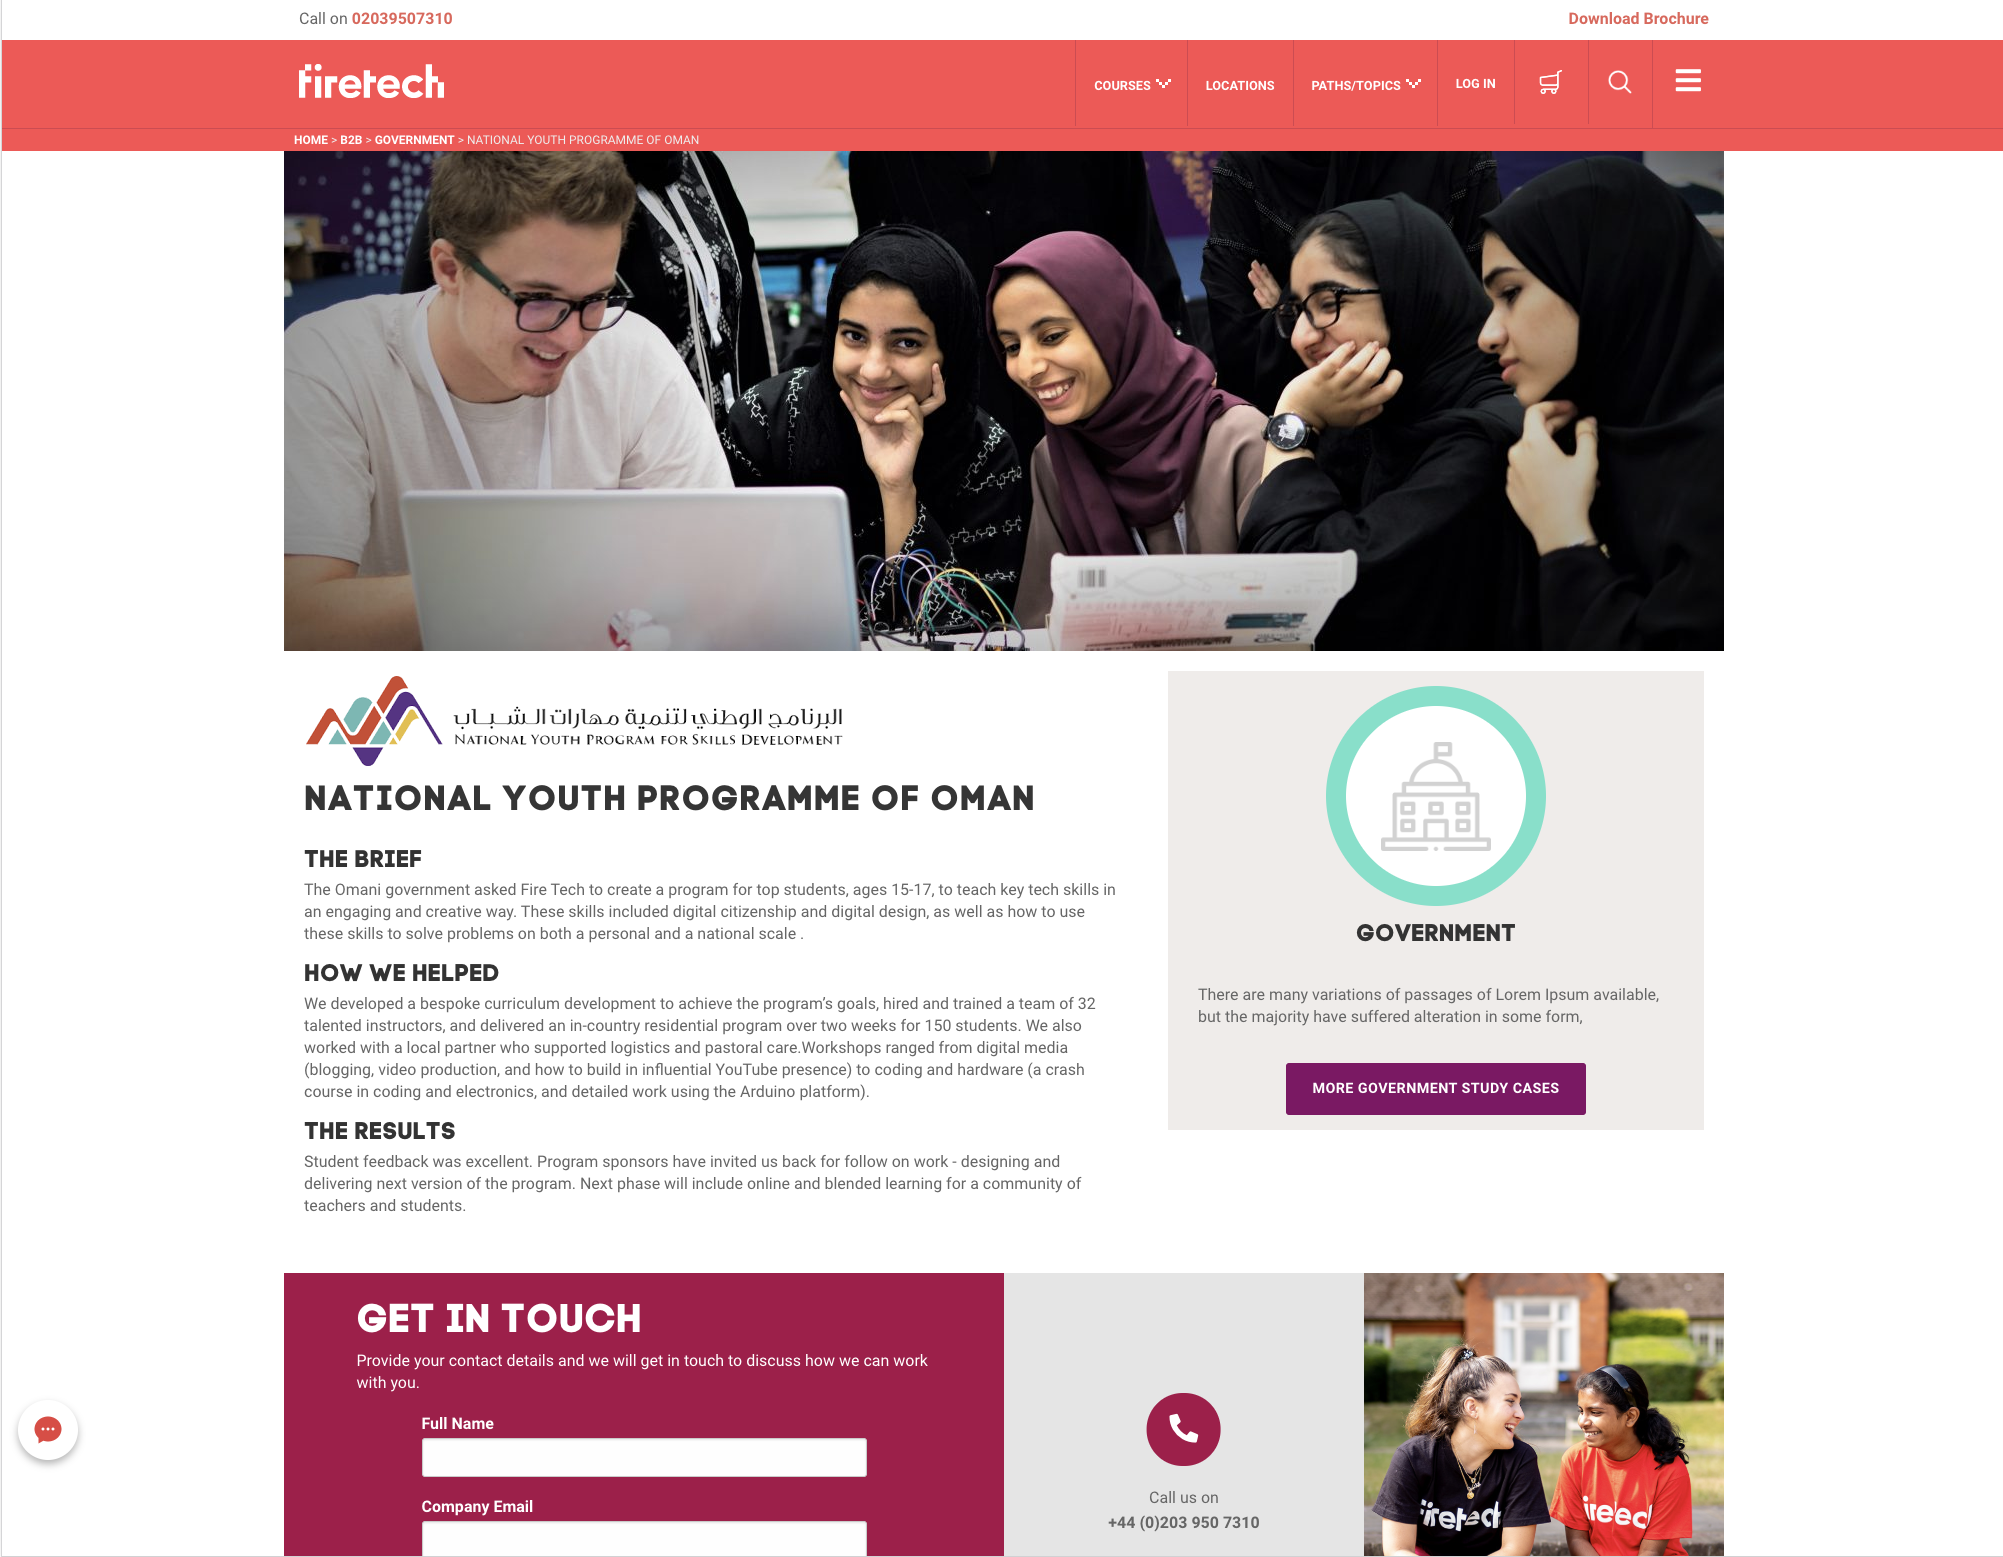 Call on 02039507310
Download Brochure
firetech
COURSES
LOCATIONS
PATHS/TOPICS
LOG IN
HOME > B2B > GOVERNMENT > NATIONAL YOUTH PROGRAMME OF OMAN
البرنامج الوطني لتنمية مهارات الشباب
NATIONAL YOUTH PROGRAM FOR SKILLS DEVELOPMENT
NATIONAL YOUTH PROGRAMME OF OMAN
THE BRIEF
The Omani government asked Fire Tech to create a program for top students, ages 15-17, to teach key tech skills in
an engaging and creative way. These skills included digital citizenship and digital design, as well as how to use
these skills to solve problems on both a personal and a national scale .
HOW WE HELPED
We developed a bespoke curriculum development to achieve the program’s goals, hired and trained a team of 32
talented instructors, and delivered an in-country residential program over two weeks for 150 students. We also
worked with a local partner who supported logistics and pastoral care.Workshops ranged from digital media
(blogging, video production, and how to build in influential YouTube presence) to coding and hardware (a crash
course in coding and electronics, and detailed work using the Arduino platform).
THE RESULTS
Student feedback was excellent. Program sponsors have invited us back for follow on work - designing and
delivering next version of the program. Next phase will include online and blended learning for a community of
teachers and students.
GOVERNMENT
There are many variations of passages of Lorem Ipsum available,
but the majority have suffered alteration in some form,
MORE GOVERNMENT STUDY CASES
GET IN TOUCH
Provide your contact details and we will get in touch to discuss how we can work
with you.
Full Name
Company Email
Call us on
+44 (0)203 950 7310
firetech